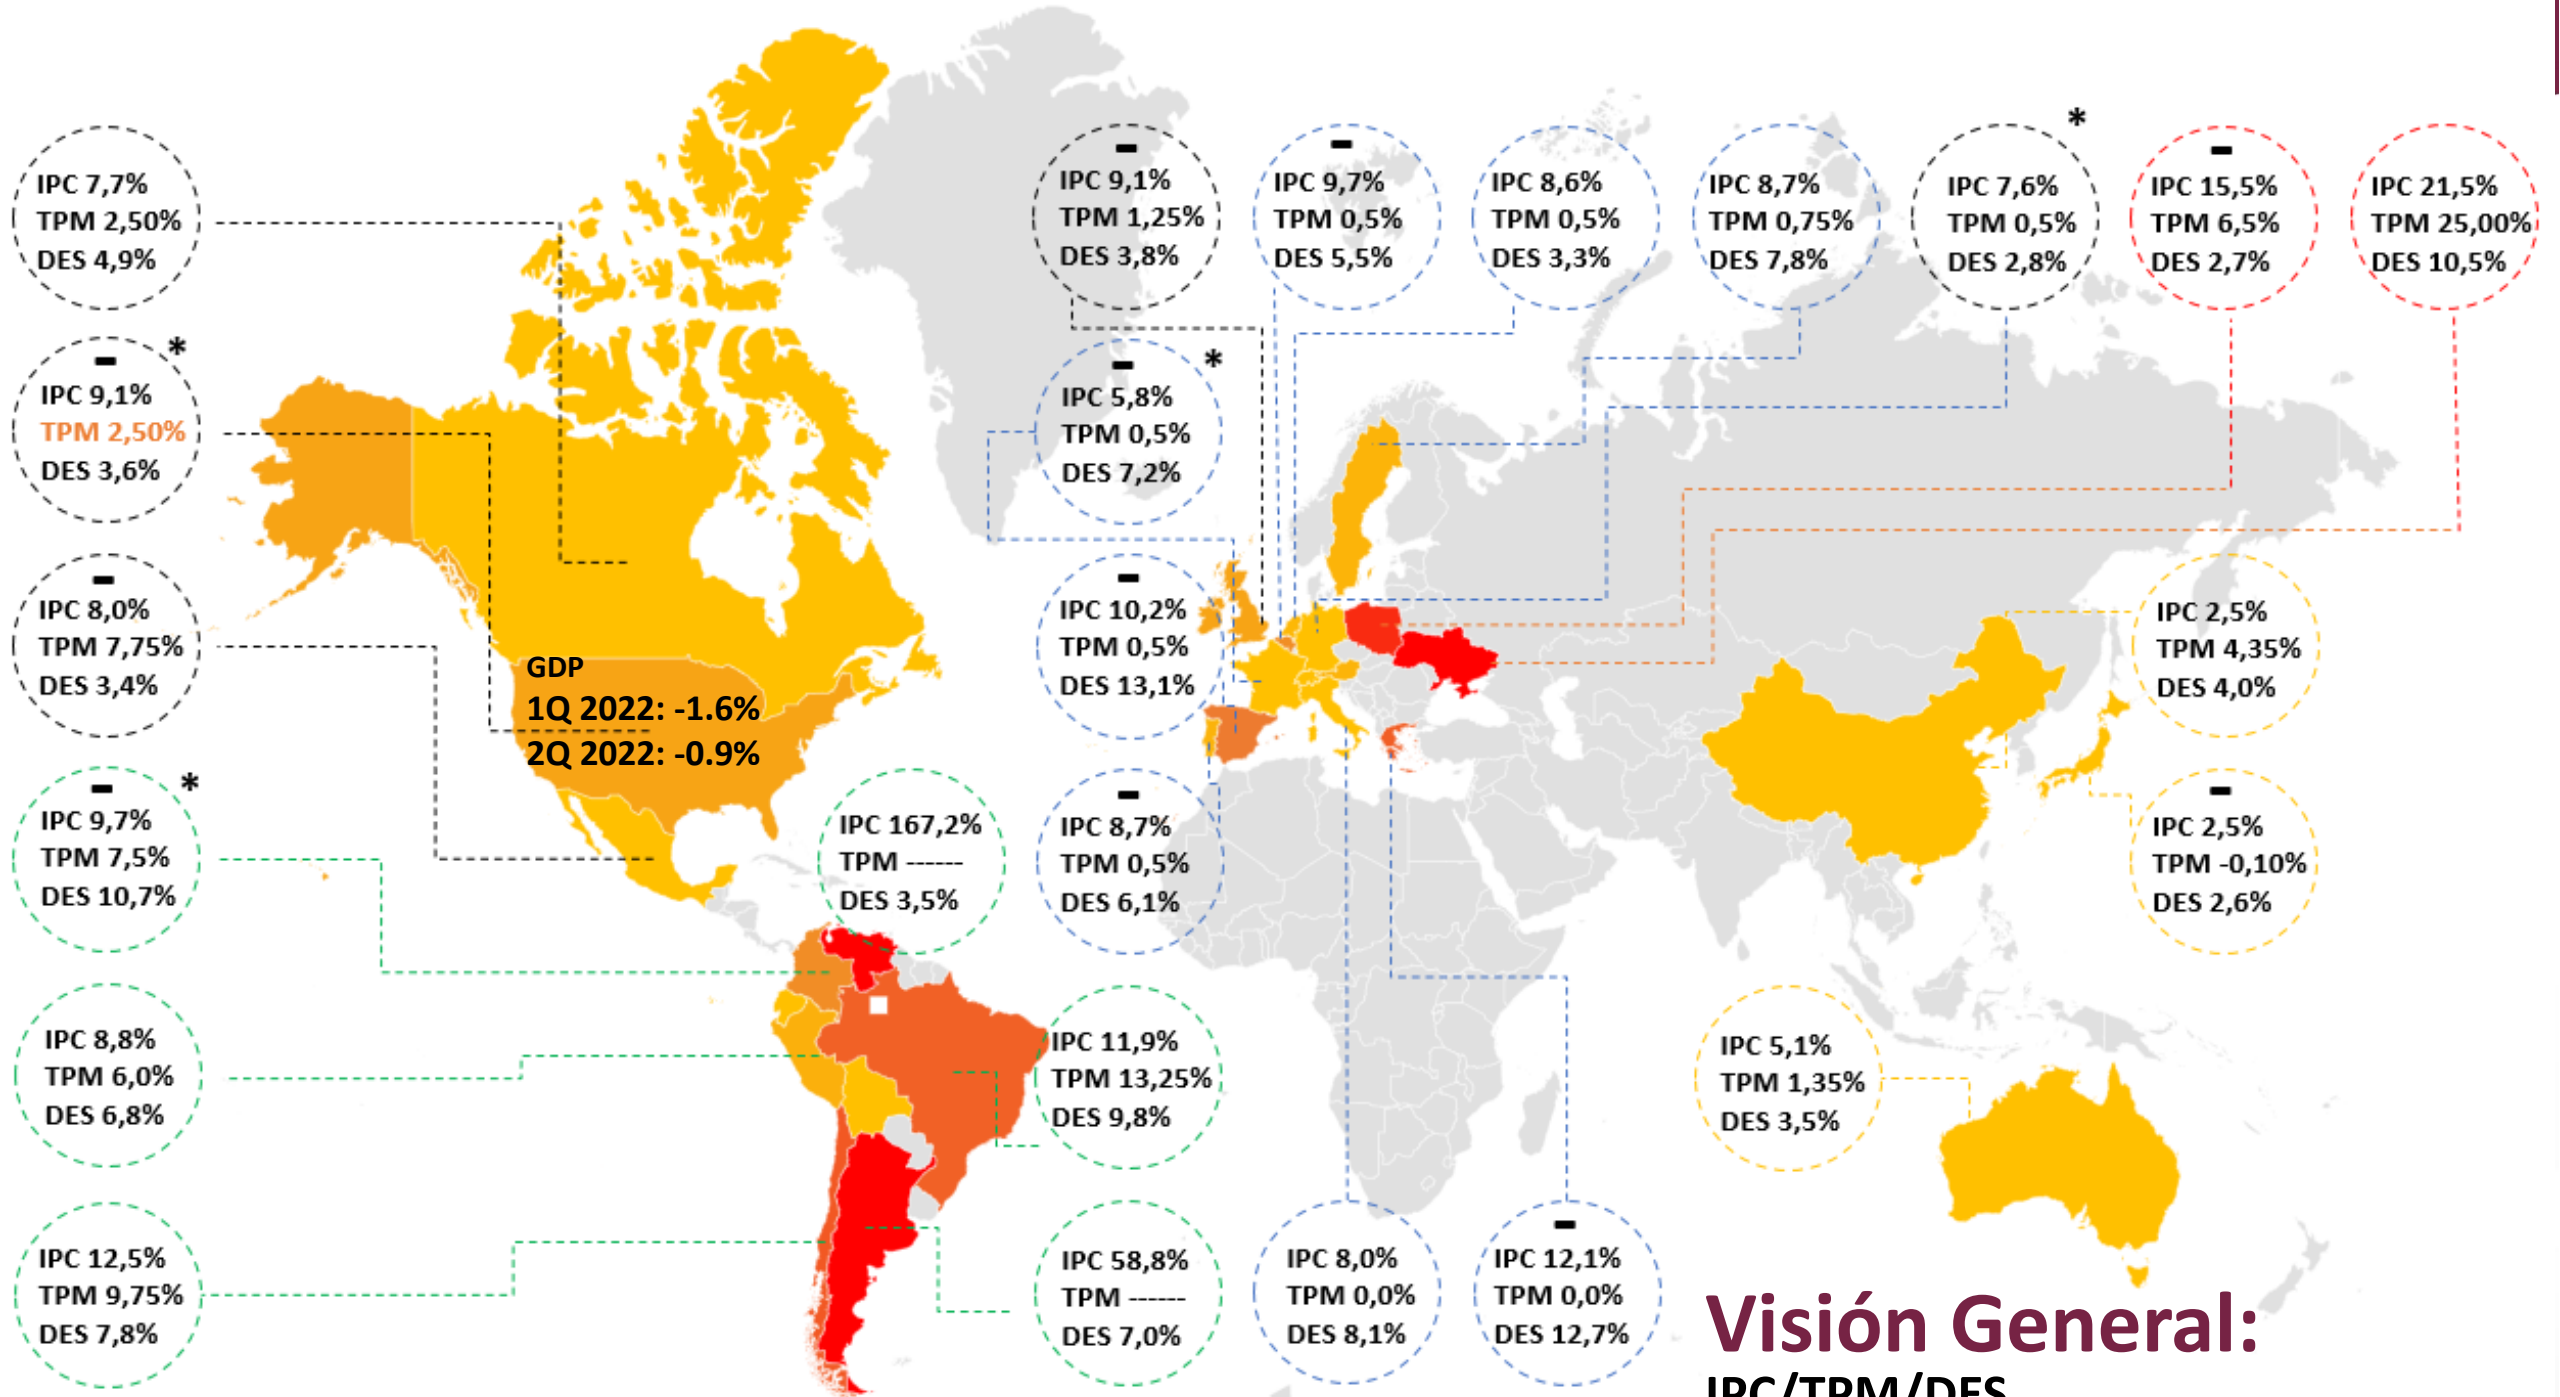 IPC 7,7%
TPM 2,50%
DES 4,9%
*
IPC 9,1%
TPM 2,50%
DES 3,6%
IPC 8,0%
TPM 7,75%
DES 3,4%
*
IPC 9,7%
TPM 7,5%
DES 10,7%
IPC 8,8%
TPM 6,0%
DES 6,8%
IPC 12,5%
TPM 9,75%
DES 7,8%
GDP
1Q 2022: -1.6%
2Q 2022: -0.9%
IPC 167,2%
TPM ------
DES 3,5%
IPC 9,1%
TPM 1,25%
DES 3,8%
IPC 9,7%
TPM 0,5%
DES 5,5%
IPC 8,6%
TPM 0,5%
DES 3,3%
IPC 8,7%
TPM 0,75%
DES 7,8%
*
IPC 7,6%
TPM 0,5%
DES 2,8%
IPC 15,5%
TPM 6,5%
DES 2,7%
IPC 21,5%
TPM 25,00%
DES 10,5%
*
IPC 5,8%
TPM 0,5%
DES 7,2%
IPC 10,2%
TPM 0,5%
DES 13,1%
IPC 8,7%
TPM 0,5%
DES 6,1%
IPC 11,9%
TPM 13,25%
DES 9,8%
IPC 58,8%
TPM ------
DES 7,0%
IPC 8,0%
TPM 0,0%
DES 8,1%
IPC 12,1%
TPM 0,0%
DES 12,7%
IPC 2,5%
TPM 4,35%
DES 4,0%
IPC 2,5%
TPM -0,10%
DES 2,6%
IPC 5,1%
TPM 1,35%
DES 3,5%
Visión General:
IPC/TPM/DES